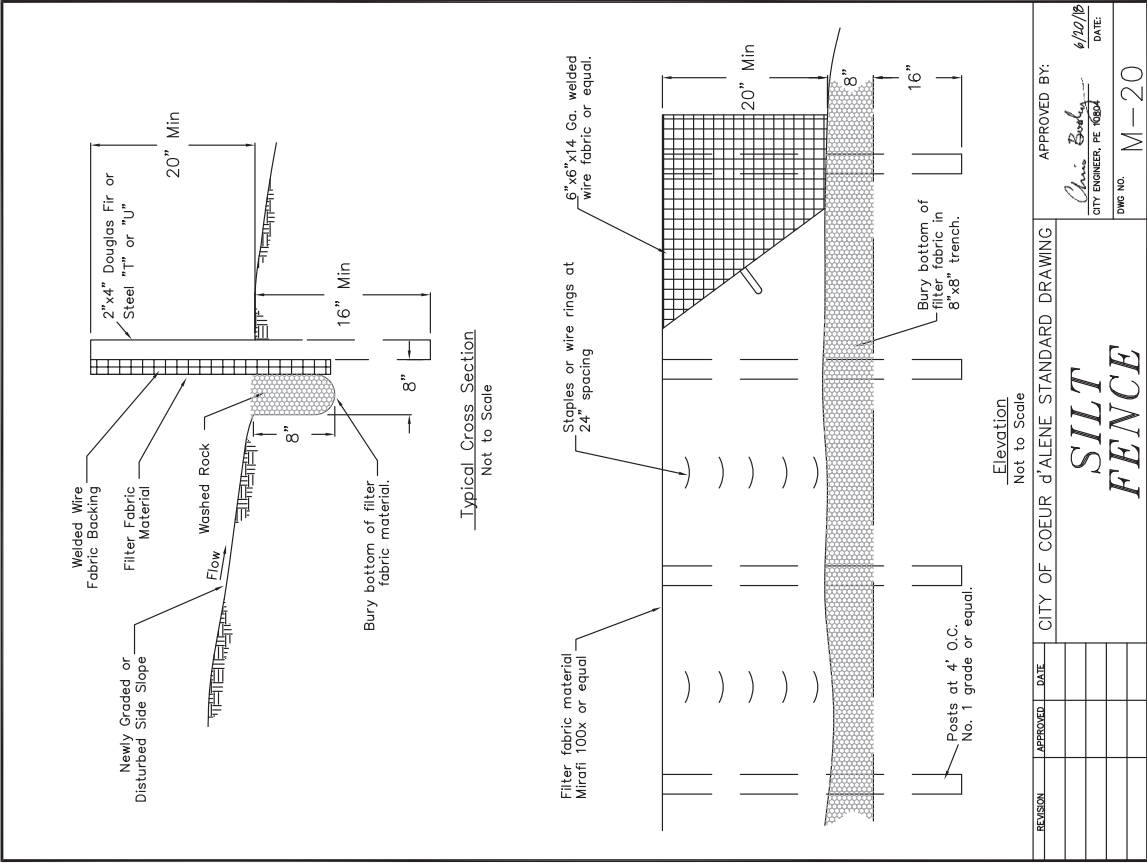 Welded Wire
Fabric Backing
2"x4" Douglas Fir or
Steel "T" or "U"
20" Min
Filter Fabric
Material
Newly Graded or
Disturbed Side Slope
Washed Rock
Flow
8"
16" Min
8"
Bury bottom of filter
fabric material.
Typical Cross Section
Not to Scale
Filter fabric material
Mirafi 100x or equal
Staples or wire rings at
24" spacing
6"x6"x14 Ga. welded
wire fabric or equal.
20" Min
8"
16"
Bury bottom of
filter fabric in
8"x8" trench.
Posts at 4' O.C.
No. 1 grade or equal.
Elevation
Not to Scale
REVISION
APPROVED
DATE
CITY OF COEUR d'ALENE STANDARD DRAWING
SILT
FENCE
APPROVED BY:
Chris Bosley
6/20/18
CITY ENGINEER, PE 10804
DATE:
DWG NO.
M-20